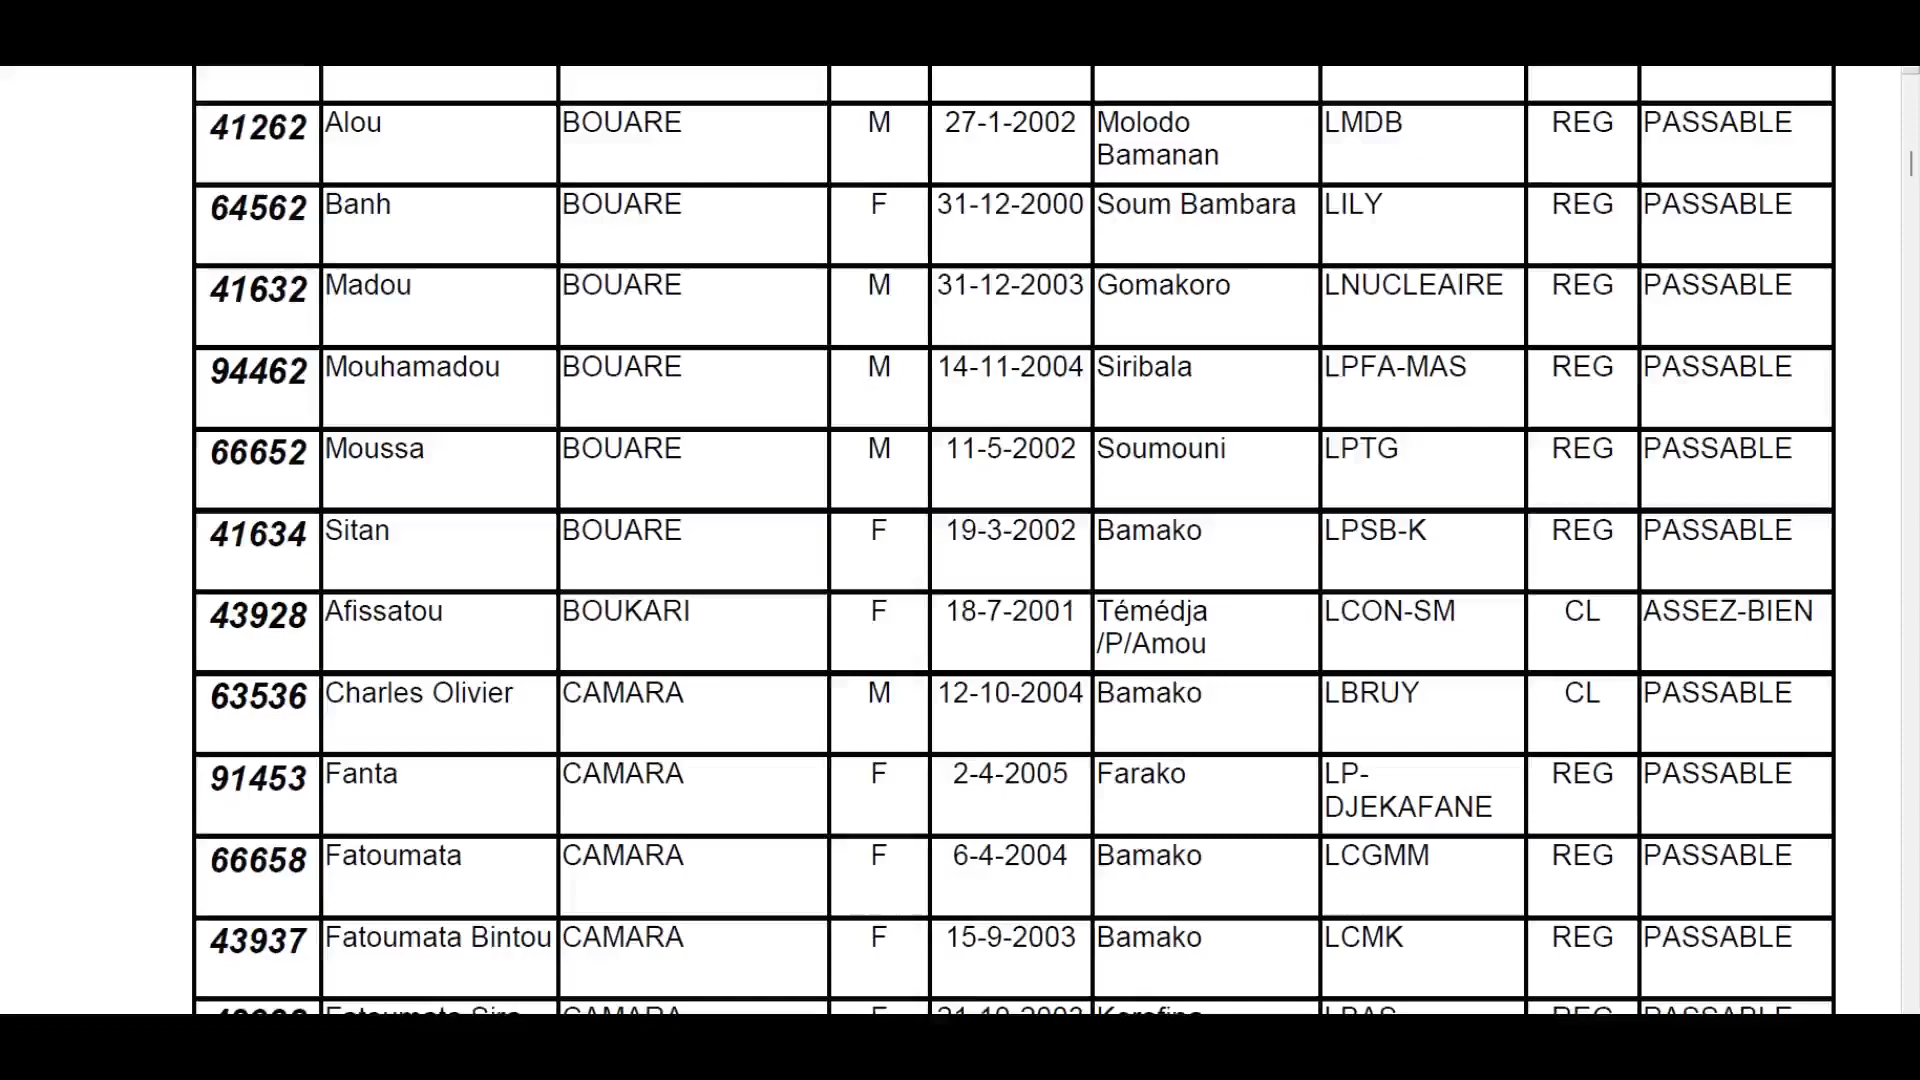 41262 Alou BOUARE M 27-1-2002 Molodo Bamanan LMDB REG PASSABLE
64562 Banh BOUARE F 31-12-2000 Soum Bambara LILY REG PASSABLE
41632 Madou BOUARE M 31-12-2003 Gomakoro LNUCLEAIRE REG PASSABLE
94462 Mouhamadou BOUARE M 14-11-2004 Siribala LPFA-MAS REG PASSABLE
66652 Moussa BOUARE M 11-5-2002 Soumouni LPTG REG PASSABLE
41634 Sitan BOUARE F 19-3-2002 Bamako LPSB-K REG PASSABLE
43928 Afissatou BOUKARI F 18-7-2001 Témédja /P/Amou LCON-SM CL ASSEZ-BIEN
63536 Charles Olivier CAMARA M 12-10-2004 Bamako LBRUY CL PASSABLE
91453 Fanta CAMARA F 2-4-2005 Farako LP-DJEKAFANE REG PASSABLE
66658 Fatoumata CAMARA F 6-4-2004 Bamako LCGMM REG PASSABLE
43937 Fatoumata Bintou CAMARA F 15-9-2003 Bamako LCMK REG PASSABLE